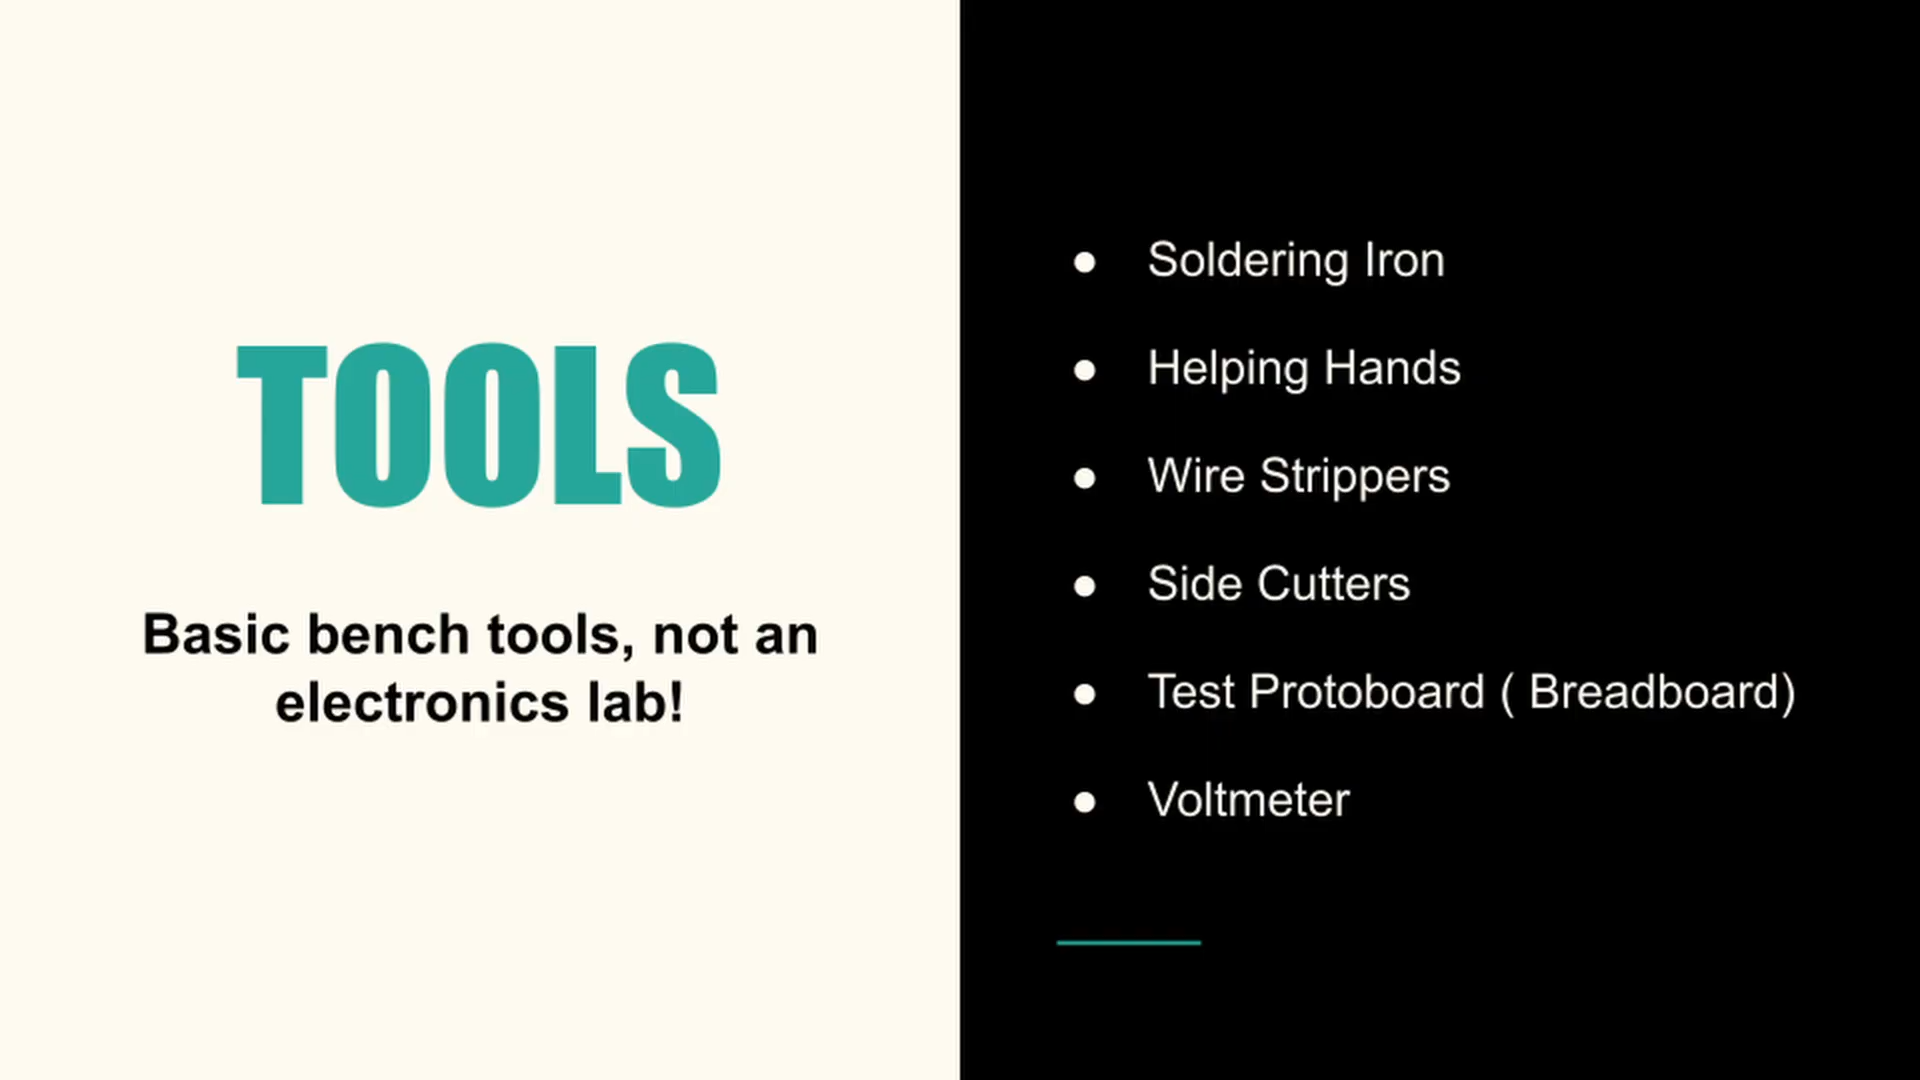 TOOLS
Basic bench tools, not an
electronics lab!
● Soldering Iron
● Helping Hands
● Wire Strippers
● Side Cutters
● Test Protoboard ( Breadboard)
● Voltmeter